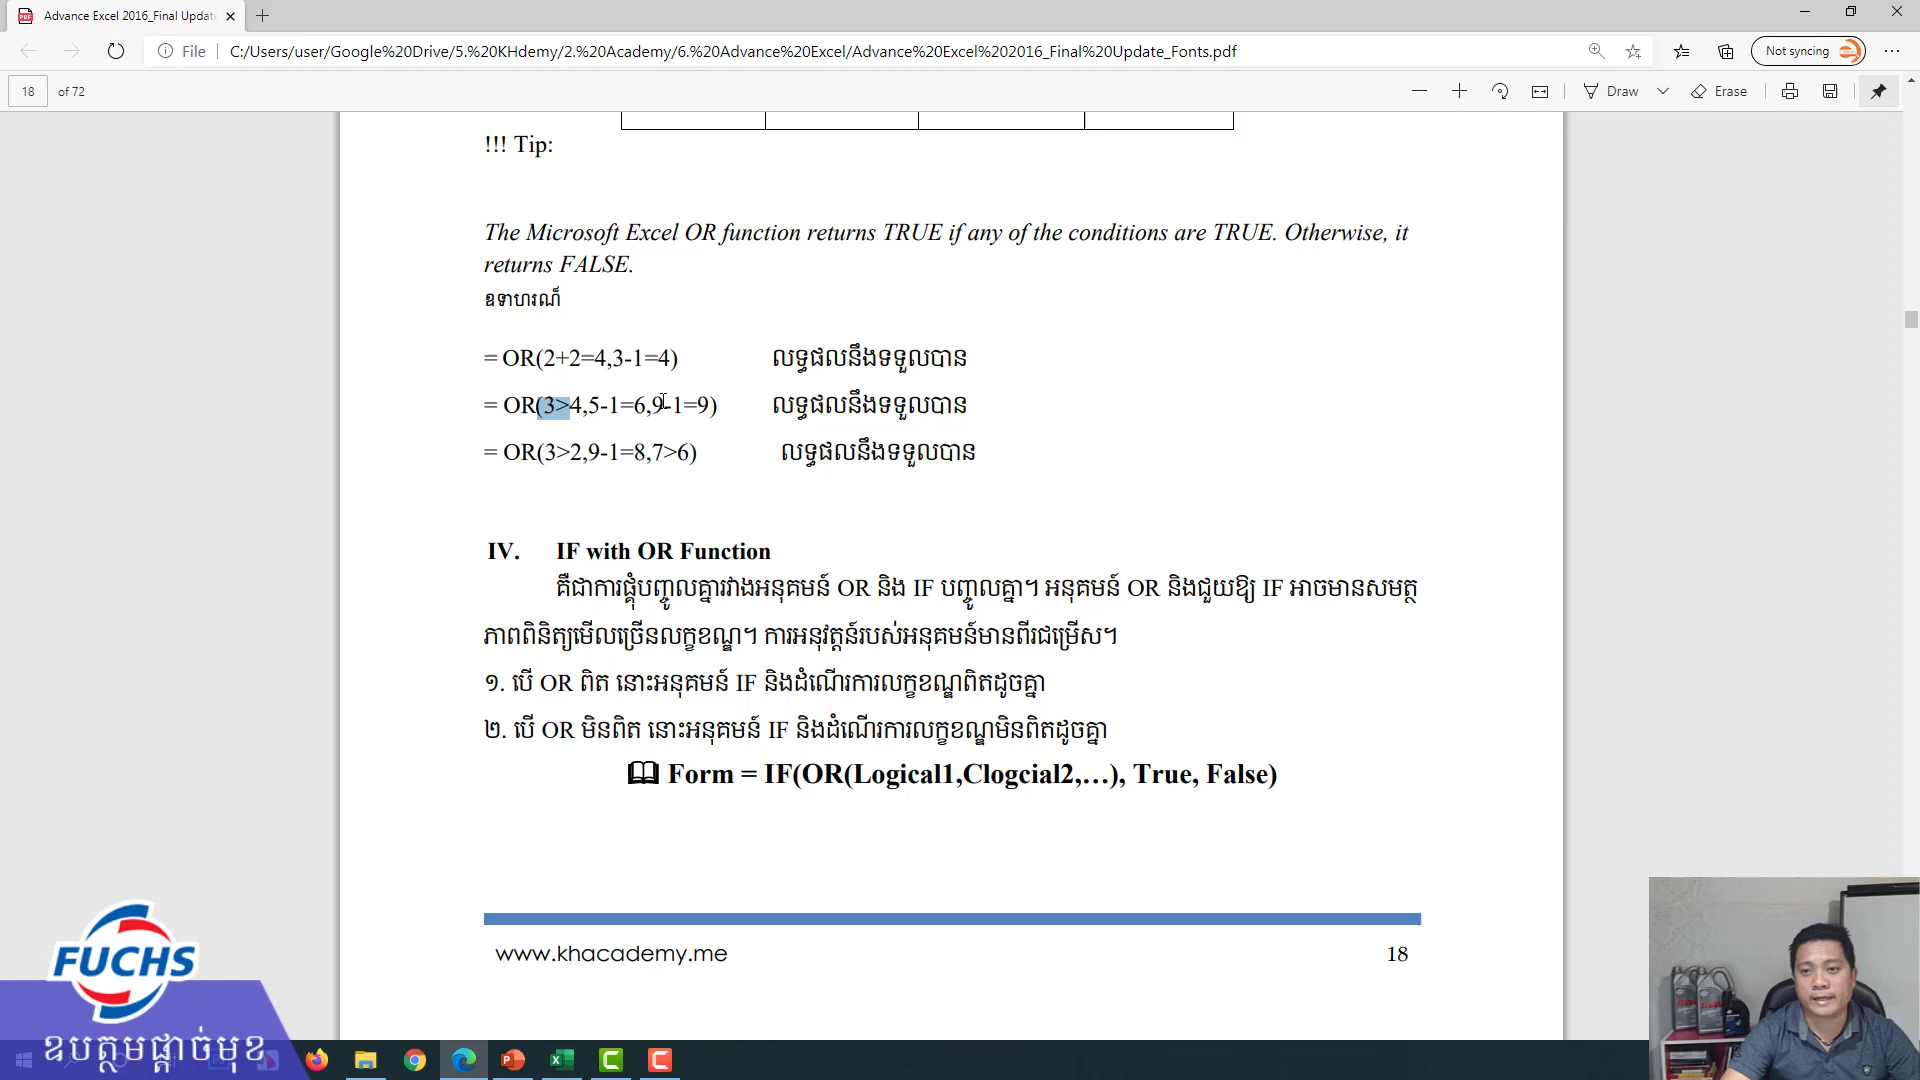 Advance Excel 2016_Final Updat
Not syncing
File
C:/Users/user/Google%20Drive/5.%20KHdemy/2.%20Academy/6.%20Advance%20Excel/Advance%20Excel%202016_Final%20Update_Fonts.pdf
18 of 72
Draw
Erase
!!! Tip:
The Microsoft Excel OR function returns TRUE if any of the conditions are TRUE. Otherwise, it
returns FALSE.
ឧទាហរណ៍
= OR(2+2=4,3-1=4) លទ្ធផលនឹងទទួលបាន
= OR(3>4,5-1=6,9-1=9) លទ្ធផលនឹងទទួលបាន
= OR(3>2,9-1=8,7>6) លទ្ធផលនឹងទទួលបាន
IV. IF with OR Function
គឺជាការផ្គុំបញ្ចូលគ្នារវាងអនុគមន៍ OR និង IF បញ្ចូលគ្នា។ អនុគមន៍ OR និងជួយឱ្យ IF អាចមានសមត្ថ
ភាពពិនិត្យមើលច្រើនលក្ខខណ្ឌ។ ការអនុវត្តន៍របស់អនុគមន៍មានពីរជម្រើស។
១. បើ OR ពិត នោះអនុគមន៍ IF និងដំណើរការលក្ខខណ្ឌពិតដូចគ្នា
២. បើ OR មិនពិត នោះអនុគមន៍ IF និងដំណើរការលក្ខខណ្ឌមិនពិតដូចគ្នា
Form = IF(OR(Logical1,Clogcial2,…), True, False)
www.khacademy.me 18
FUCHS
ឧបត្ថមផ្តាច់មុខ